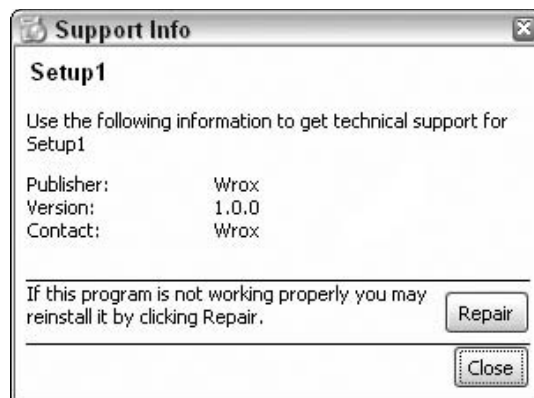 Support Info
Setup1
Use the following information to get technical support for
Setup1
Publisher: Wrox
Version: 1.0.0
Contact: Wrox
If this program is not working properly you may
reinstall it by clicking Repair.
Repair
Close